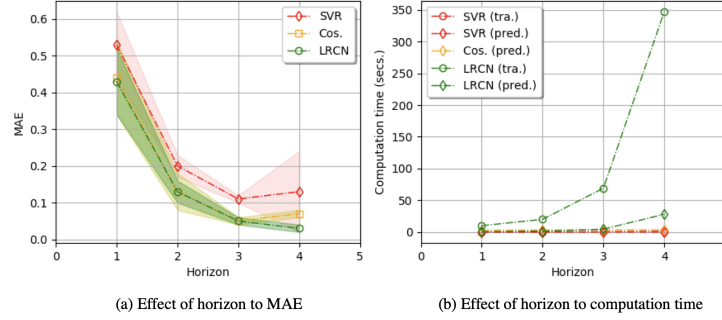 SVR
Cos.
LRCN
MAE
0.6
0.5
0.4
0.3
0.2
0.1
0.0
0 1 2 3 4 5
Horizon
(a) Effect of horizon to MAE
SVR (tra.)
SVR (pred.)
Cos. (pred.)
LRCN (tra.)
LRCN (pred.)
Computation time (secs.)
350
300
250
200
150
100
50
0
0 1 2 3 4
Horizon
(b) Effect of horizon to computation time